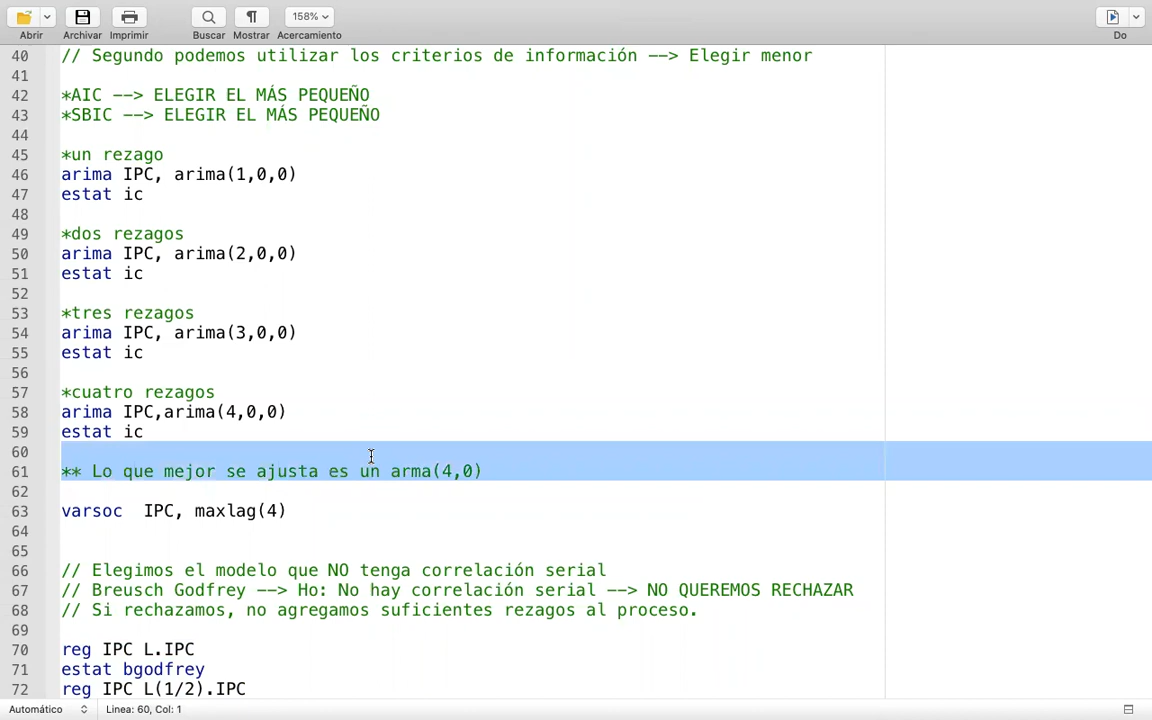 158%
Abrir Archivar Imprimir Buscar Mostrar Acercamiento Do
40 // Segundo podemos utilizar los criterios de información --> Elegir menor
41
42 *AIC --> ELEGIR EL MÁS PEQUEÑO
43 *SBIC --> ELEGIR EL MÁS PEQUEÑO
44
45 *un rezago
46 arima IPC, arima(1,0,0)
47 estat ic
48
49 *dos rezagos
50 arima IPC, arima(2,0,0)
51 estat ic
52
53 *tres rezagos
54 arima IPC, arima(3,0,0)
55 estat ic
56
57 *cuatro rezagos
58 arima IPC,arima(4,0,0)
59 estat ic
60
61 ** Lo que mejor se ajusta es un arma(4,0)
62
63 varsoc  IPC, maxlag(4)
64
65
66 // Elegimos el modelo que NO tenga correlación serial
67 // Breusch Godfrey --> Ho: No hay correlación serial --> NO QUEREMOS RECHAZAR
68 // Si rechazamos, no agregamos suficientes rezagos al proceso.
69
70 reg IPC L.IPC
71 estat bgodfrey
72 reg IPC L(1/2).IPC
Automático Linea: 60, Col: 1